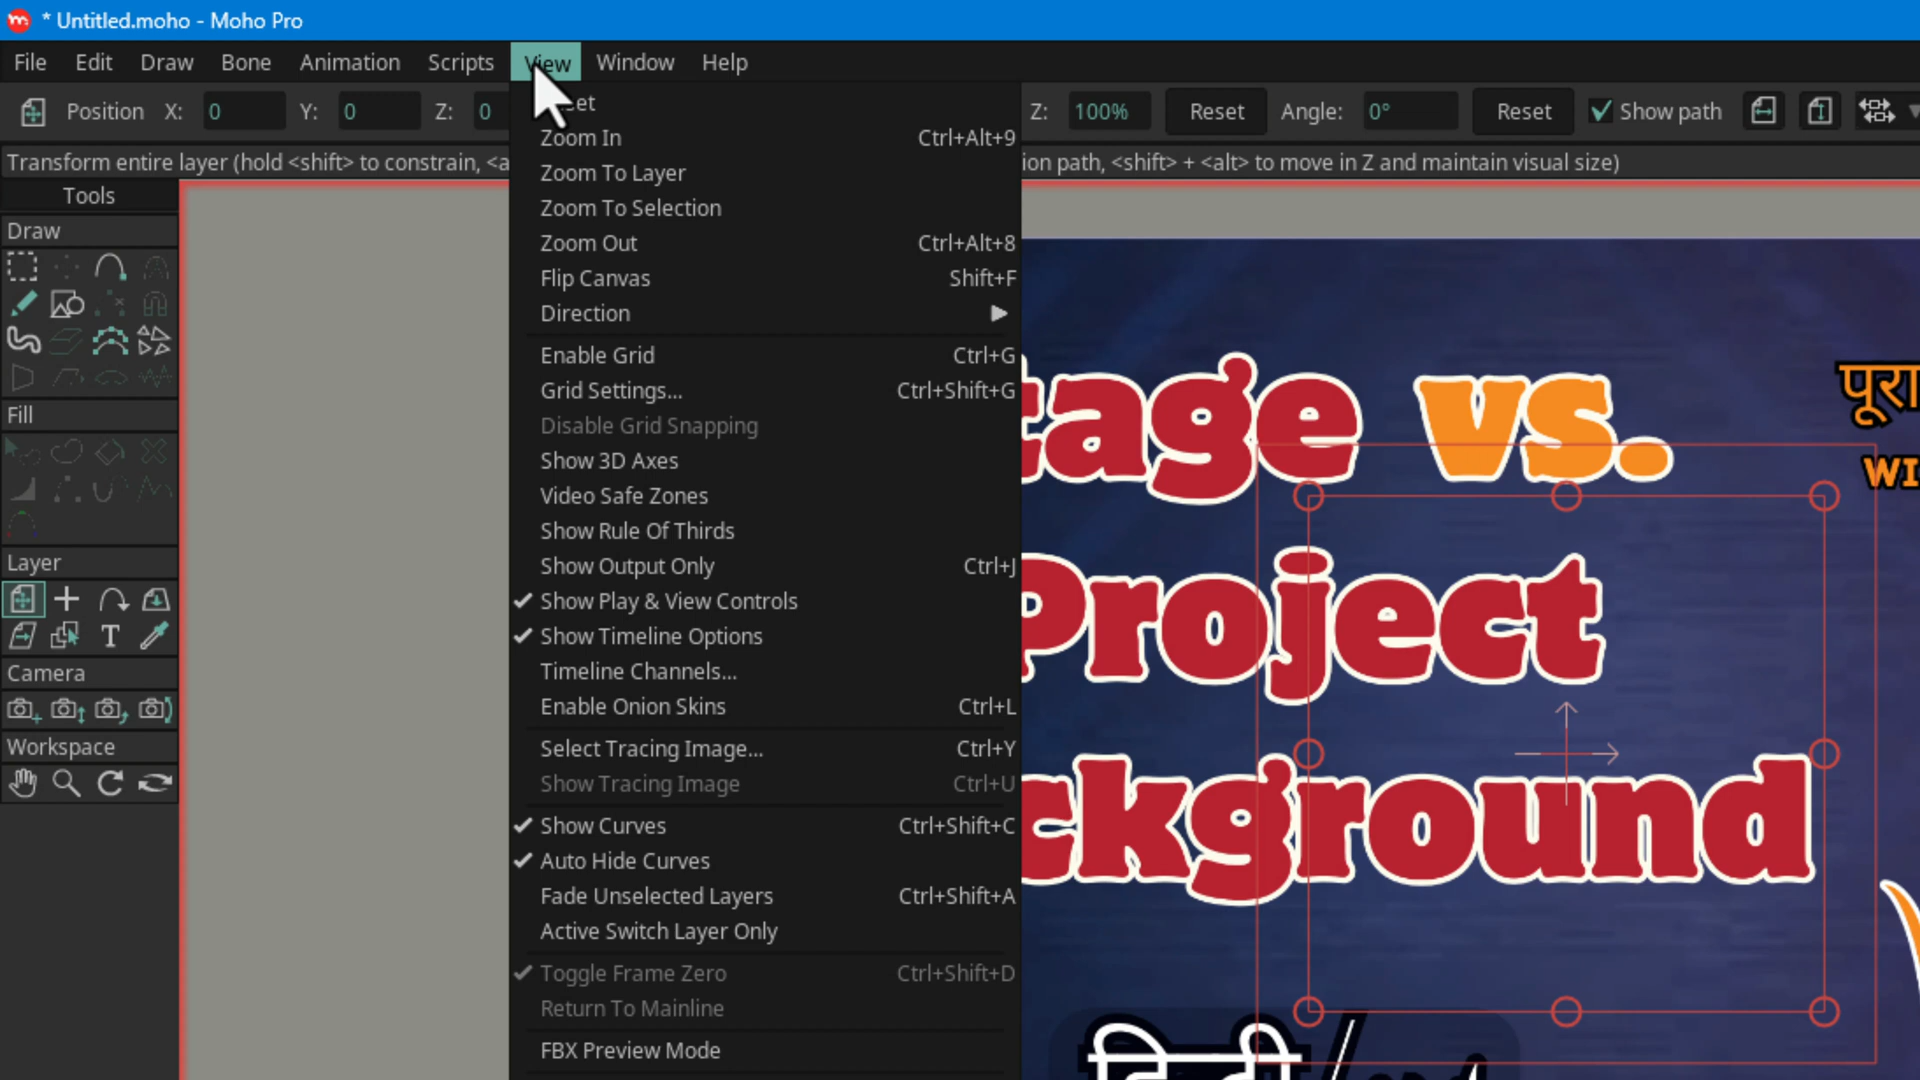 * Untitled.moho - Moho Pro
File Edit Draw Bone Animation Scripts View Window Help
Position X: 0 Y: 0 Z: 0 Z: 100% Reset Angle: 0° Reset Show path
Transform entire layer (hold <shift> to constrain, <a
ion path, <shift> + <alt> to move in Z and maintain visual size)
Tools
Draw
Fill
Layer
Camera
Workspace
Zoom In Ctrl+Alt+9
Zoom To Layer
Zoom To Selection
Zoom Out Ctrl+Alt+8
Flip Canvas Shift+F
Direction
Enable Grid Ctrl+G
Grid Settings... Ctrl+Shift+G
Disable Grid Snapping
Show 3D Axes
Video Safe Zones
Show Rule Of Thirds
Show Output Only Ctrl+J
Show Play & View Controls
Show Timeline Options
Timeline Channels...
Enable Onion Skins Ctrl+L
Select Tracing Image... Ctrl+Y
Show Tracing Image Ctrl+U
Show Curves Ctrl+Shift+C
Auto Hide Curves
Fade Unselected Layers Ctrl+Shift+A
Active Switch Layer Only
Toggle Frame Zero Ctrl+Shift+D
Return To Mainline
FBX Preview Mode
tage vs.
Project
ckground
पूरा
WI